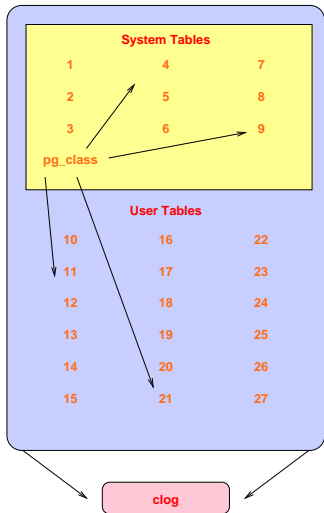 System Tables
1 4 7
2 5 8
3 6 9
pg_class
User Tables
10 16 22
11 17 23
12 18 24
13 19 25
14 20 26
15 21 27
clog